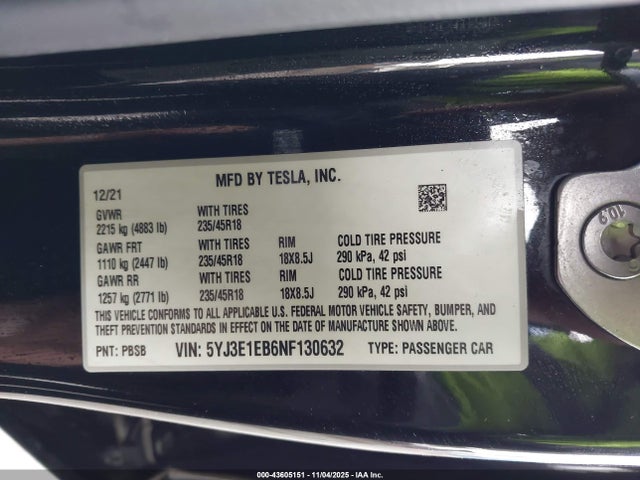 MFD BY TESLA, INC.
12/21
GVWR WITH TIRES
2215 kg (4883 lb) 235/45R18
GAWR FRT WITH TIRES RIM COLD TIRE PRESSURE
1110 kg (2447 lb) 235/45R18 18X8.5J 290 kPa, 42 psi
GAWR RR WITH TIRES RIM COLD TIRE PRESSURE
1257 kg (2771 lb) 235/45R18 18X8.5J 290 kPa, 42 psi
THIS VEHICLE CONFORMS TO ALL APPLICABLE U.S. FEDERAL MOTOR VEHICLE SAFETY, BUMPER, AND
THEFT PREVENTION STANDARDS IN EFFECT ON THE DATE OF MANUFACTURE SHOWN ABOVE.
PNT: PBSB VIN: 5YJ3E1EB6NF130632 TYPE: PASSENGER CAR
10.9
000-43605151 - 11/04/2025 - IAA Inc.